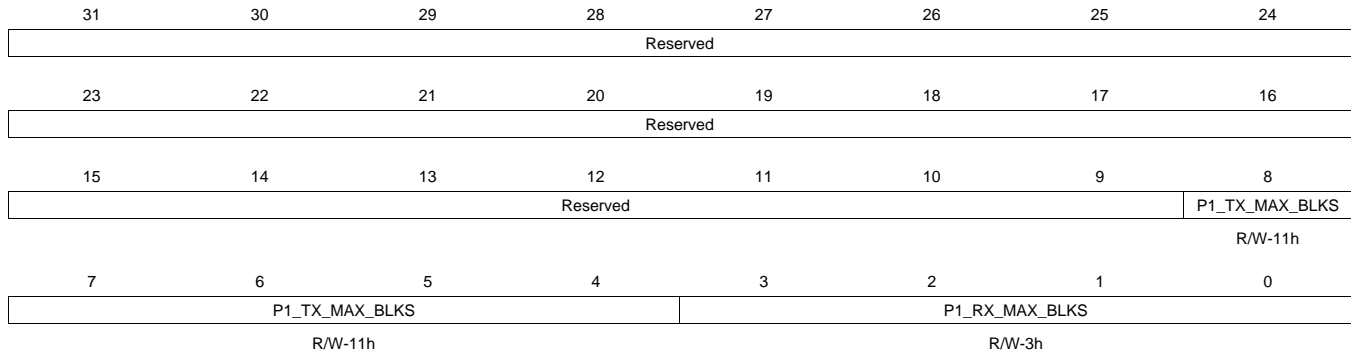 31 30 29 28 27 26 25 24
Reserved
23 22 21 20 19 18 17 16
Reserved
15 14 13 12 11 10 9 8
Reserved P1_TX_MAX_BLKS
R/W-11h
7 6 5 4 3 2 1 0
P1_TX_MAX_BLKS P1_RX_MAX_BLKS
R/W-11h R/W-3h